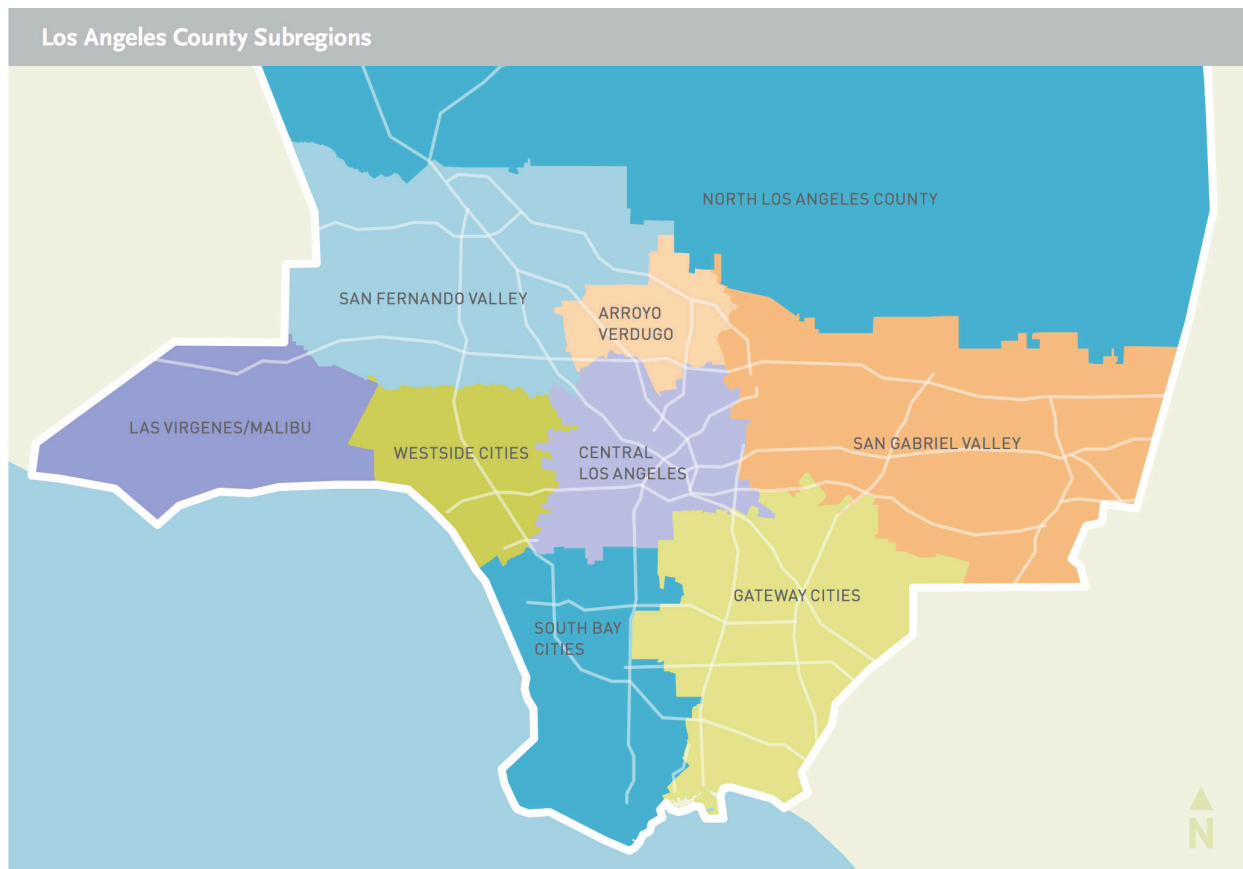 Los Angeles County Subregions
NORTH LOS ANGELES COUNTY
SAN FERNANDO VALLEY
ARROYO
VERDUGO
LAS VIRGENES/MALIBU
WESTSIDE CITIES
CENTRAL
LOS ANGELES
SAN GABRIEL VALLEY
GATEWAY CITIES
SOUTH BAY
CITIES
N